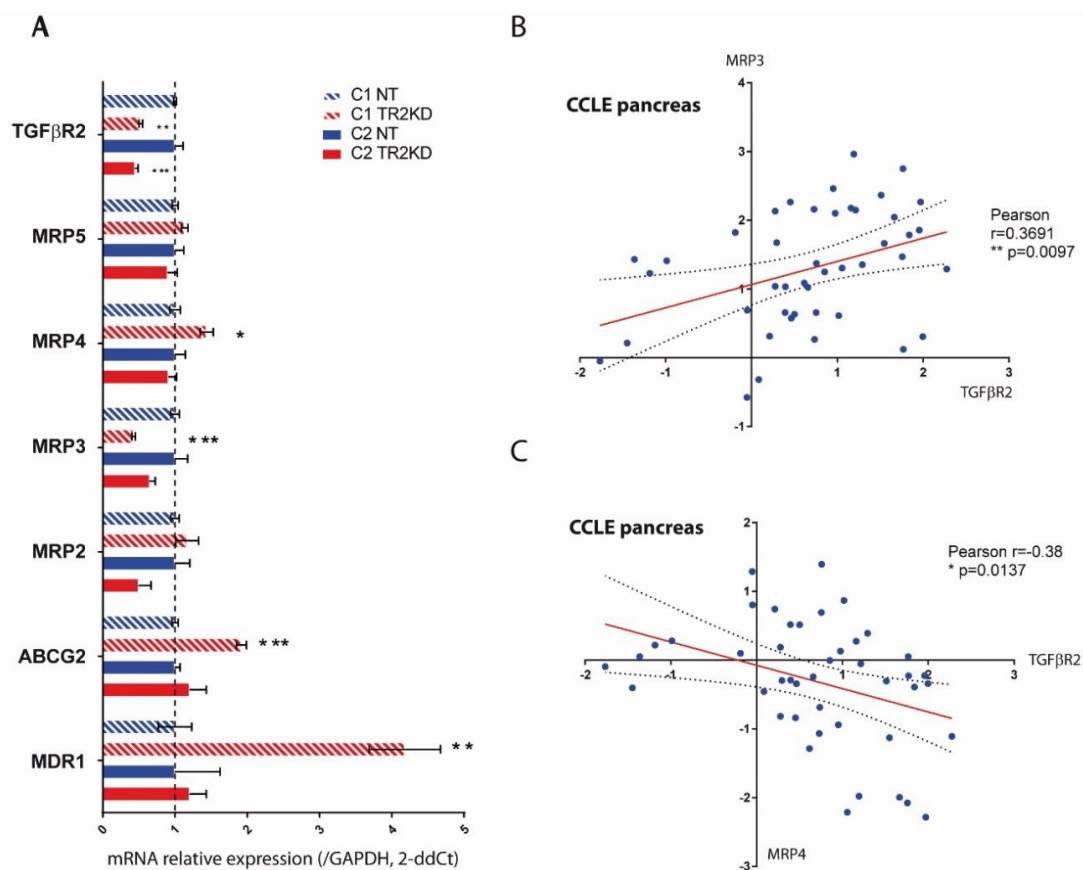 A
C1 NT
C1 TR2KD
C2 NT
C2 TR2KD
TGFβR2
**
***
MRP5
MRP4
*
MRP3
* **
MRP2
ABCG2
* **
MDR1
**
0 1 2 3 4 5
mRNA relative expression (/GAPDH, 2-ddCt)
B
MRP3
CCLE pancreas
4
3
2
1
-1
-2 -1 1 2 3
TGFβR2
Pearson
r=0.3691
** p=0.0097
C
CCLE pancreas
2
1
-1
-2
-3
-2 -1 1 2 3
TGFβR2
MRP4
Pearson r=-0.38
* p=0.0137